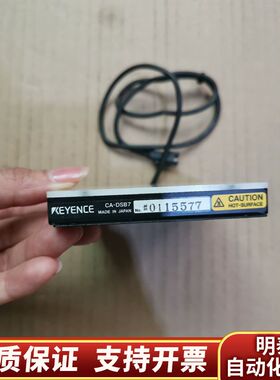 KEYENCE
CA-DSB7
MADE IN JAPAN
No. 0115577
CAUTION
HOT-SURFACE
质保证 支持开票
明泰
自动化